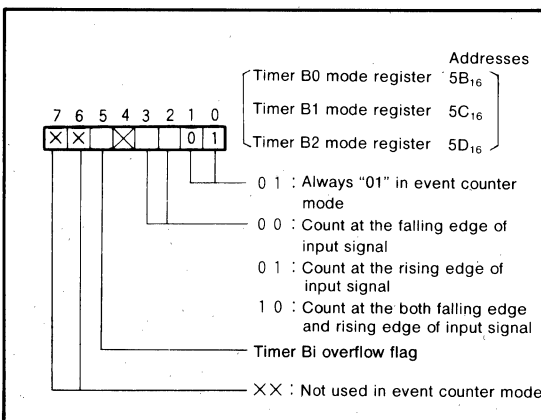 Addresses
Timer B0 mode register 5B₁₆
Timer B1 mode register 5C₁₆
Timer B2 mode register 5D₁₆
7 6 5 4 3 2 1 0
× × × 0 1
0 1 : Always "01" in event counter
mode
0 0 : Count at the falling edge of
input signal
0 1 : Count at the rising edge of
input signal
1 0 : Count at the both falling edge
and rising edge of input signal
Timer Bi overflow flag
×× : Not used in event counter mode